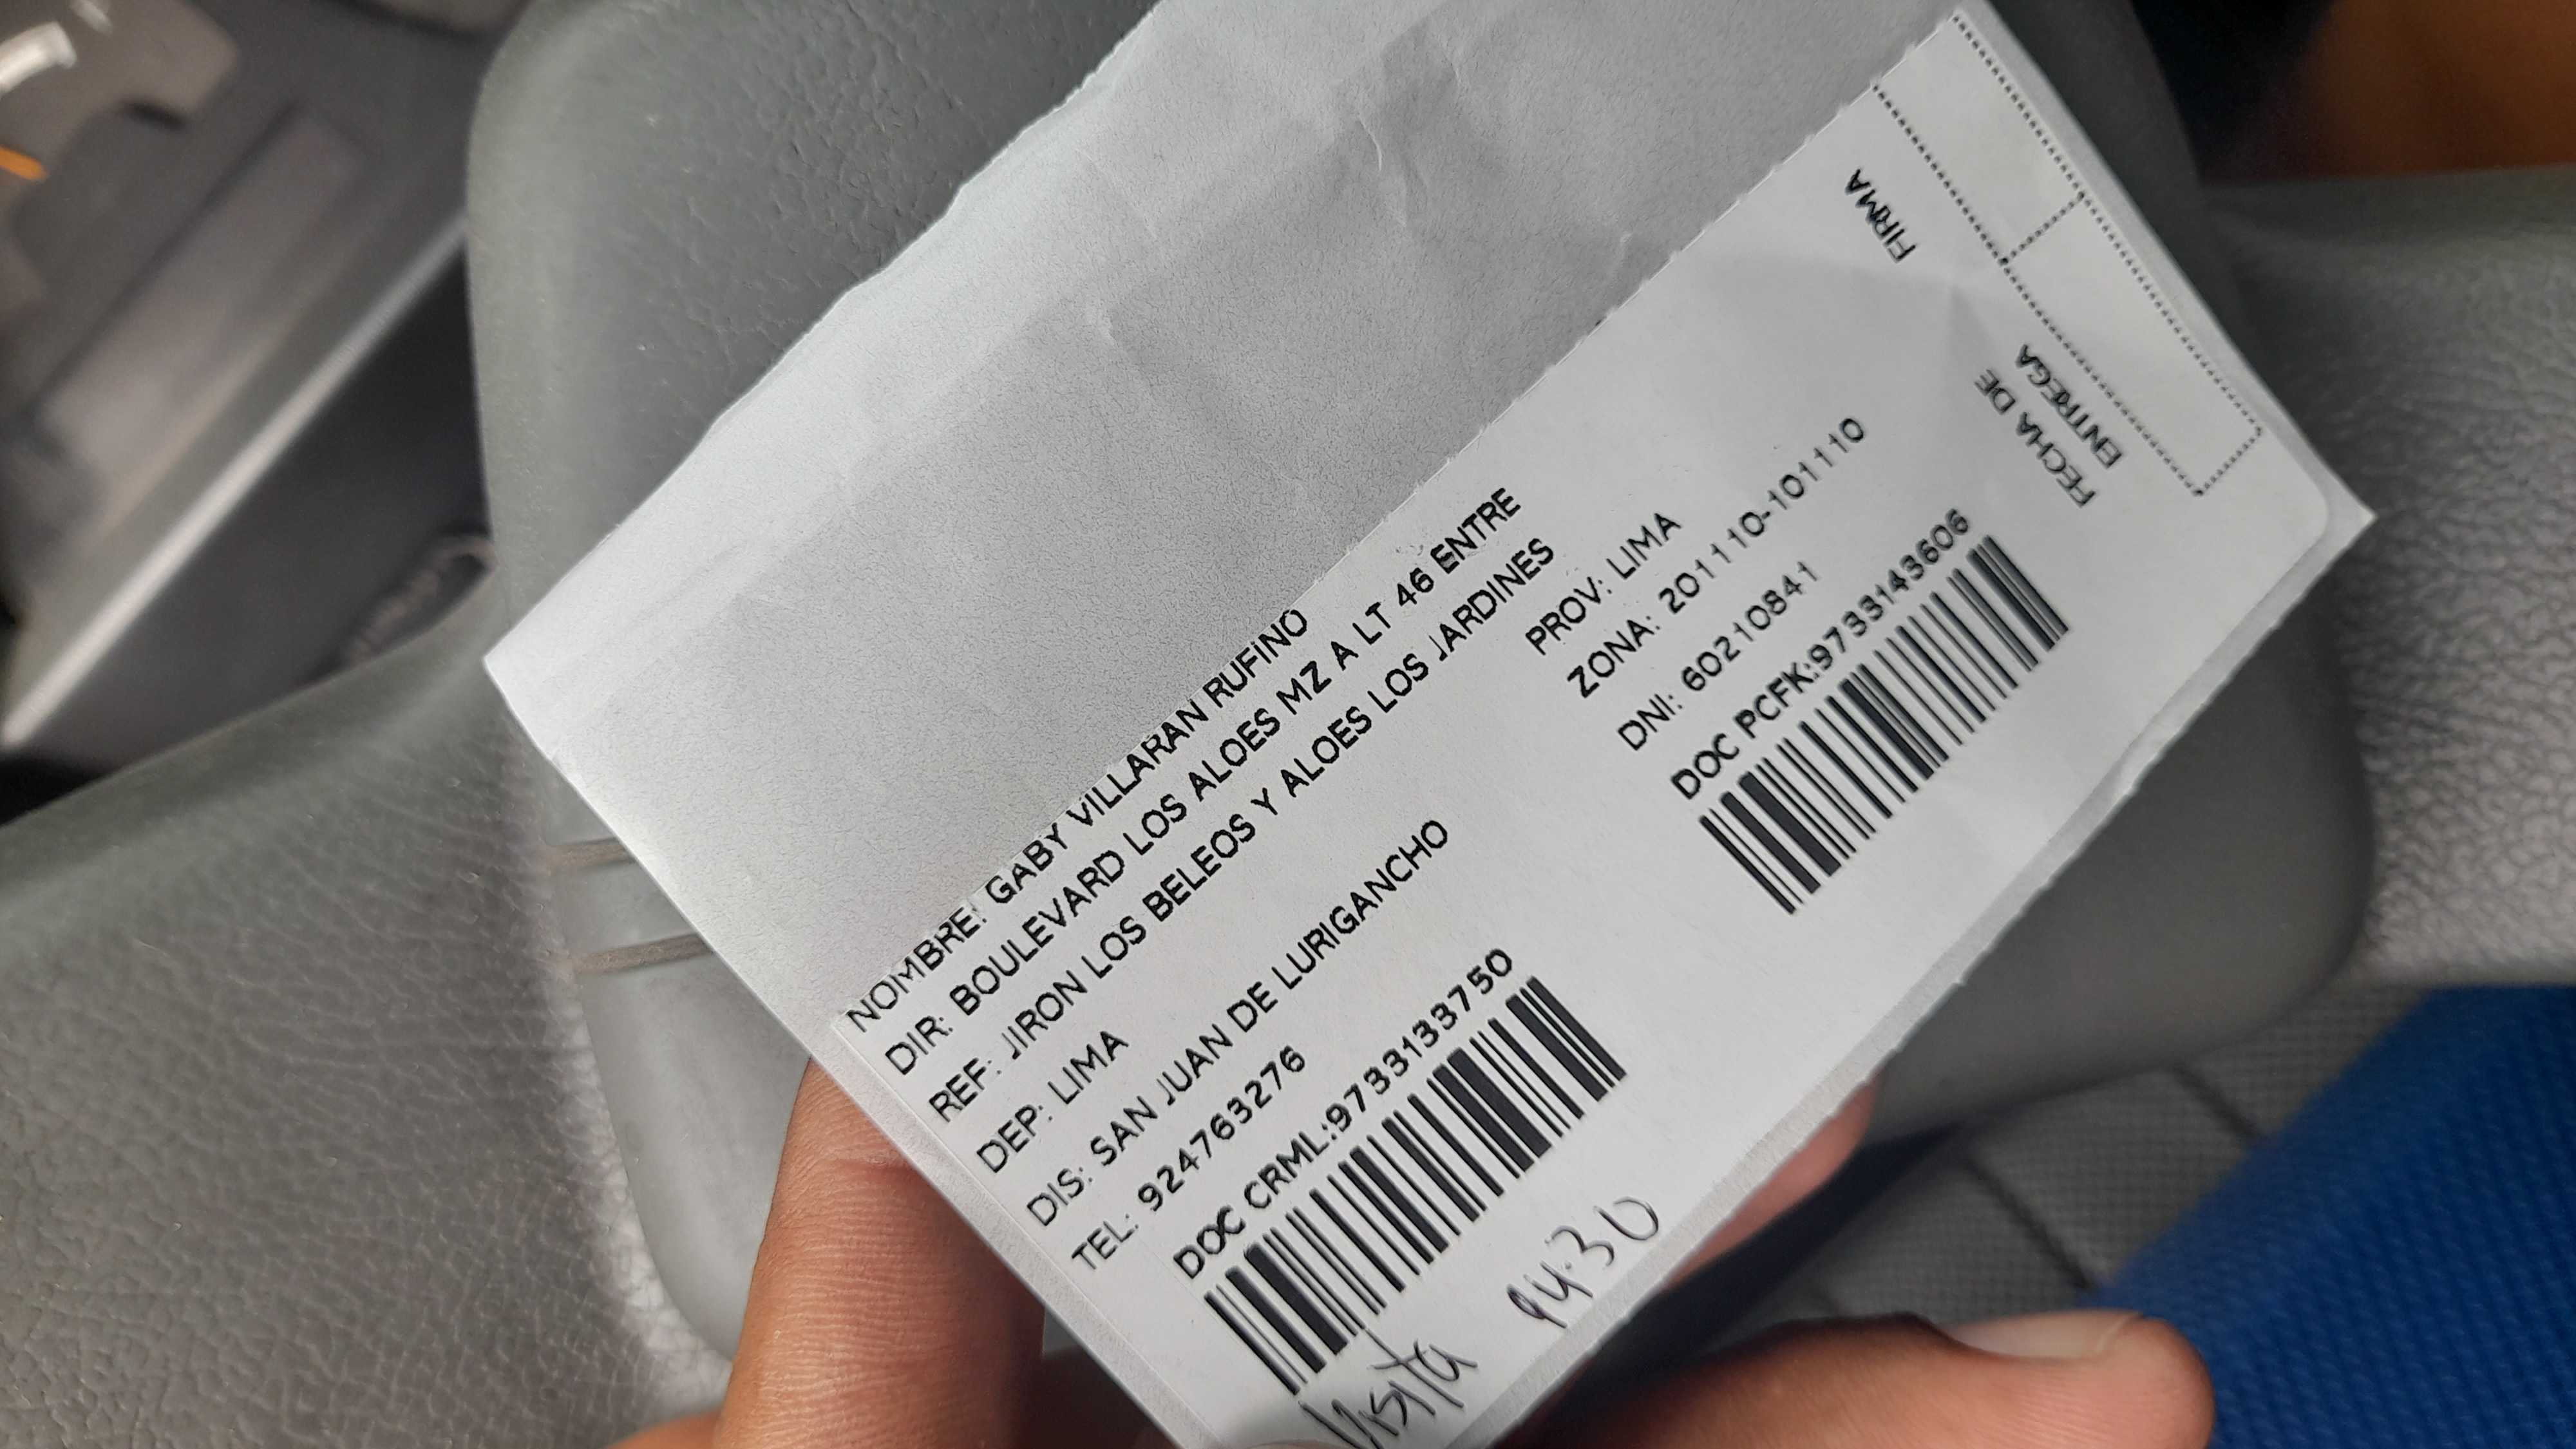 NOMBRE: GABY VILLARAN RUFINO
DIR: BOULEVARD LOS ALOES MZ A LT 46 ENTRE
REF: JIRON LOS BELEOS Y ALOES LOS JARDINES
DEP: LIMA
PROV: LIMA
DIS: SAN JUAN DE LURIGANCHO
ZONA: 201110-101110
TEL: 924763276
DNI: 60210841
DOC CRML:9733133750
DOC PCFK:9733143606
FIRMA
FECHA DE
ENTREGA
Visita